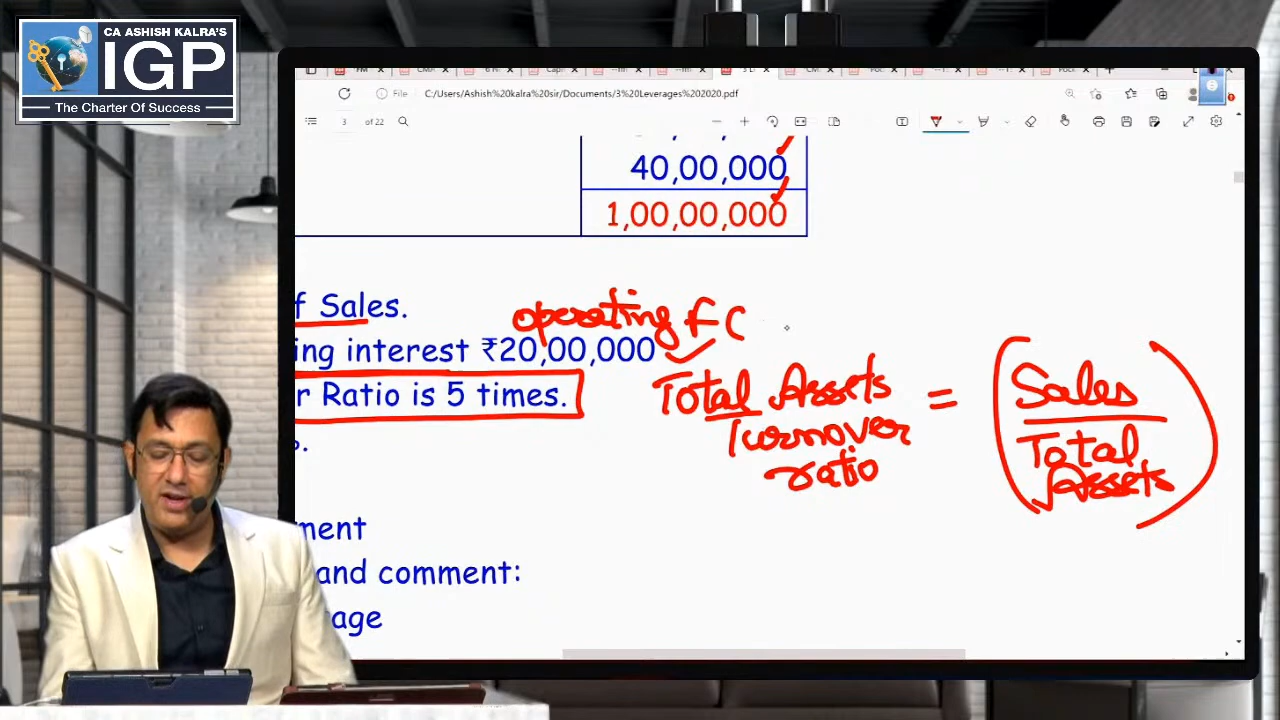 CA ASHISH KALRA'S
IGP
The Charter Of Success
File C:/Users/Ashish%20kalra%20sir/Documents/3%20Leverages%202020.pdf
3 of 22
40,00,000
1,00,00,000
f Sales.
operating FC
ing interest ₹20,00,000
r Ratio is 5 times.
Total Assets Turnover ratio = (Sales / Total Assets)
s.
ment
and comment:
age